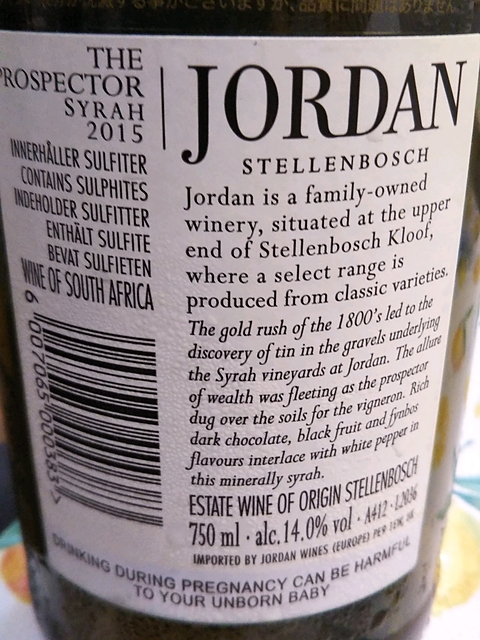 THE
PROSPECTOR
SYRAH
2015
INNERHÅLLER SULFITER
CONTAINS SULPHITES
INDEHOLDER SULFITTER
ENTHÄLT SULFITE
BEVAT SULFIETEN
WINE OF SOUTH AFRICA
6 007065 000383 >
JORDAN
STELLENBOSCH
Jordan is a family-owned
winery, situated at the upper
end of Stellenbosch Kloof,
where a select range is
produced from classic varieties.
The gold rush of the 1800's led to the
discovery of tin in the gravels underlying
the Syrah vineyards at Jordan. The allure
of wealth was fleeting as the prospector
dug over the soils for the vigneron. Rich
dark chocolate, black fruit and fynbos
flavours interlace with white pepper in
this minerally syrah.
ESTATE WINE OF ORIGIN STELLENBOSCH
750 ml · alc.14.0% vol · A412 · L2036
IMPORTED BY JORDAN WINES (EUROPE) PER
DRINKING DURING PREGNANCY CAN BE HARMFUL
TO YOUR UNBORN BABY